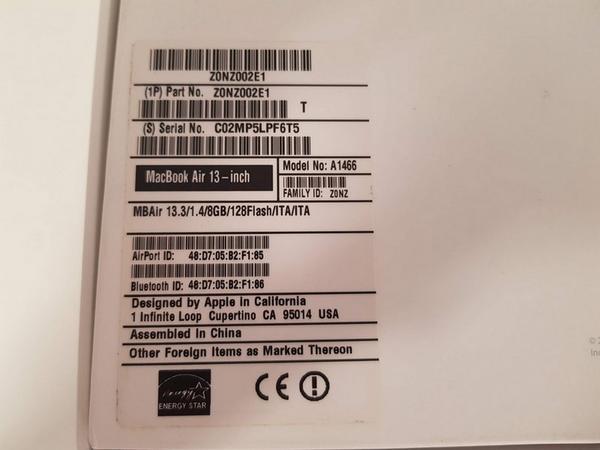 Z0NZ002E1
(1P) Part No. Z0NZ002E1
T
(S) Serial No. C02MP5LPF6T5
MacBook Air 13-inch
Model No: A1466
FAMILY ID: Z0NZ
MBAir 13.3/1.4/8GB/128Flash/ITA/ITA
AirPort ID: 48:D7:05:B2:F1:85
Bluetooth ID: 48:D7:05:B2:F1:86
Designed by Apple in California
1 Infinite Loop Cupertino CA 95014 USA
Assembled in China
Other Foreign Items as Marked Thereon
energy
ENERGY STAR
CE
© 2
Inc